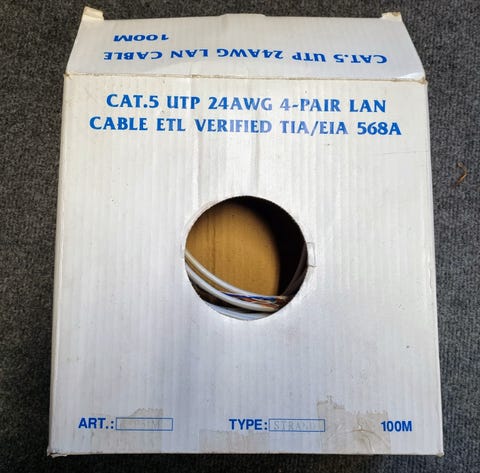 CAT.5 UTP 24AWG LAN CABLE
100M
CAT.5 UTP 24AWG 4-PAIR LAN
CABLE ETL VERIFIED TIA/EIA 568A
ART.:
TYPE: STRAND
100M